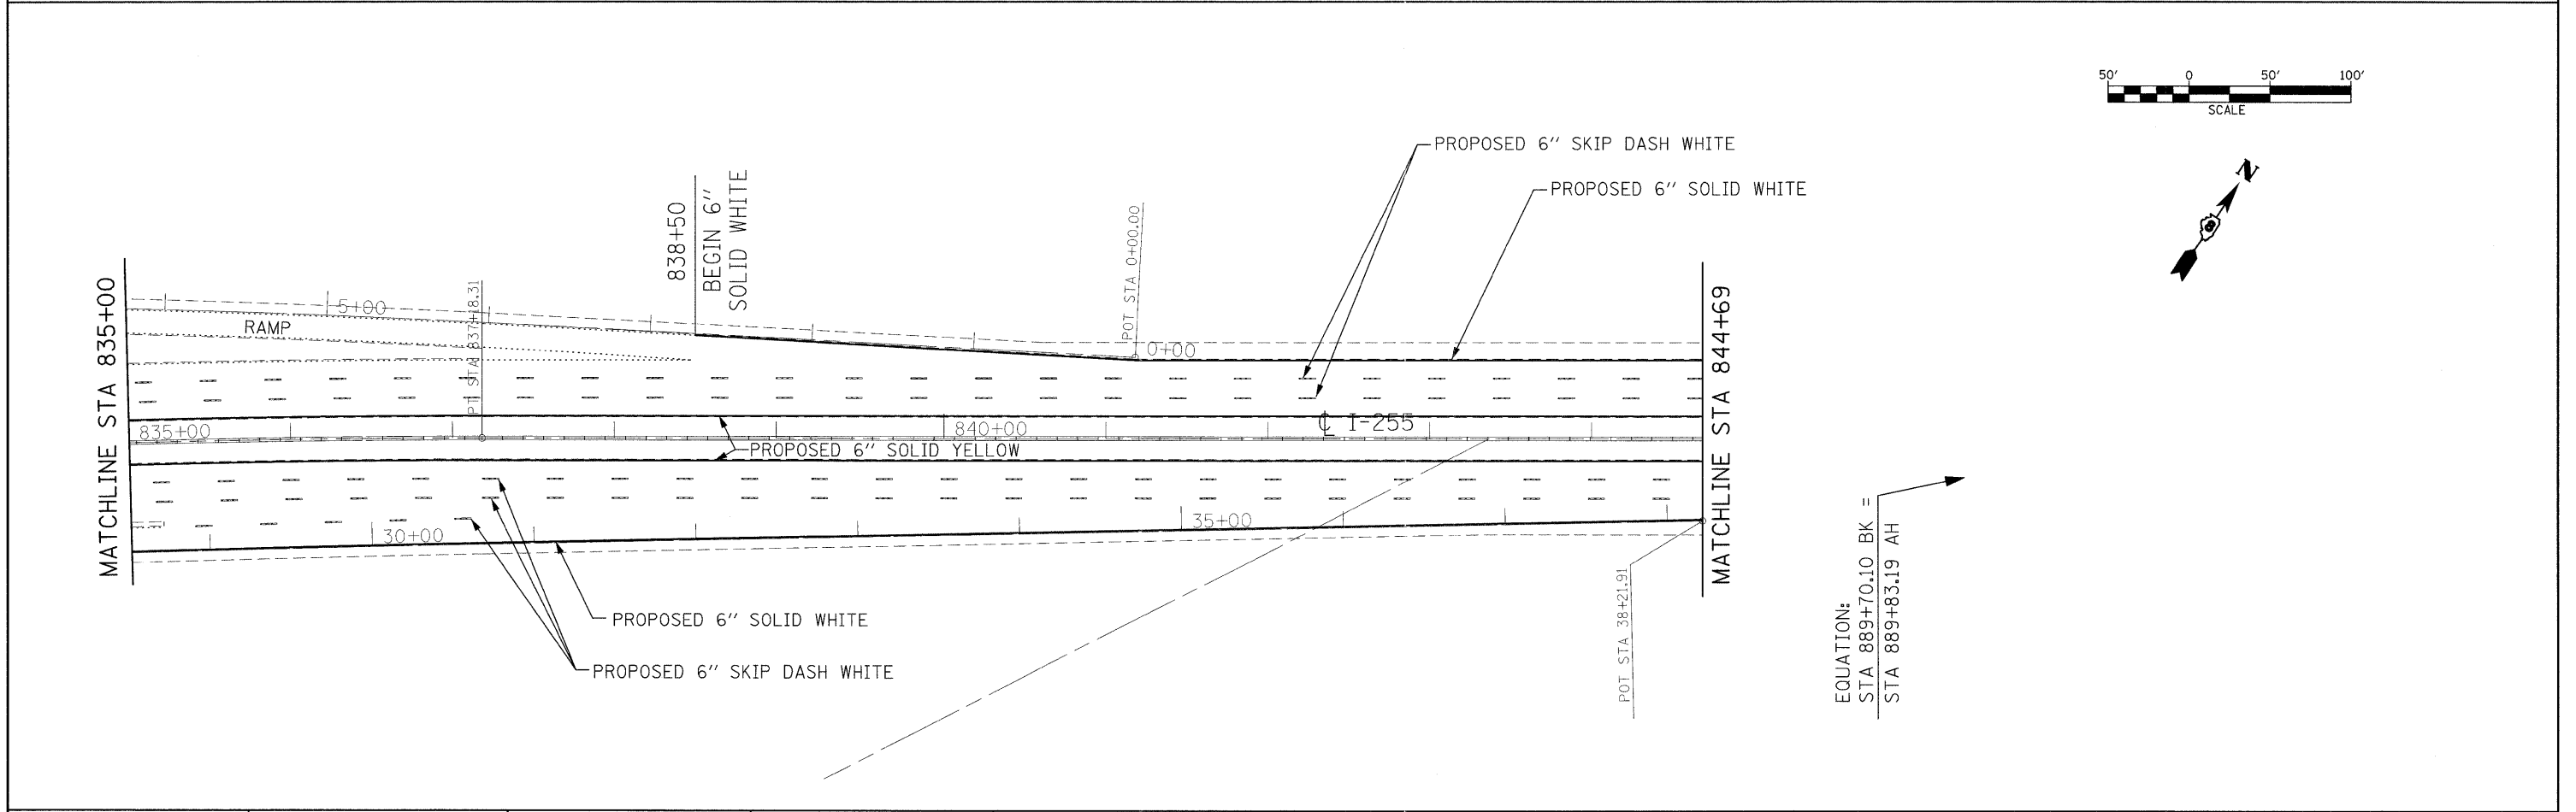 50' 0 50' 100'
SCALE
N
PROPOSED 6" SKIP DASH WHITE
PROPOSED 6" SOLID WHITE
838+50
BEGIN 6"
SOLID WHITE
POT STA 0+00.00
PT STA 837+18.31
MATCHLINE STA 835+00
5+00
RAMP
0+00
835+00
840+00
℄ I-255
PROPOSED 6" SOLID YELLOW
MATCHLINE STA 844+69
30+00
35+00
PROPOSED 6" SOLID WHITE
PROPOSED 6" SKIP DASH WHITE
POT STA 38+21.91
EQUATION:
STA 889+70.10 BK =
STA 889+83.19 AH